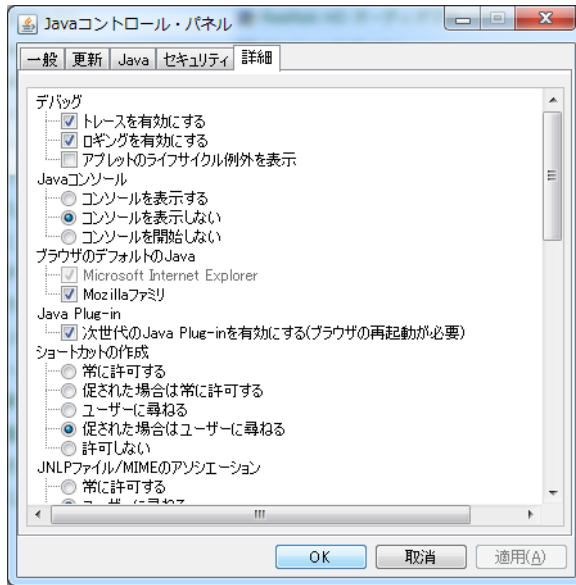 Javaコントロール・パネル
一般 更新 Java セキュリティ 詳細
デバッグ
トレースを有効にする
ロギングを有効にする
アプレットのライフサイクル例外を表示
Javaコンソール
コンソールを表示する
コンソールを表示しない
コンソールを開始しない
ブラウザのデフォルトのJava
Microsoft Internet Explorer
Mozillaファミリ
Java Plug-in
次世代のJava Plug-inを有効にする(ブラウザの再起動が必要)
ショートカットの作成
常に許可する
促された場合は常に許可する
ユーザーに尋ねる
促された場合はユーザーに尋ねる
許可しない
JNLPファイル/MIMEのアソシエーション
常に許可する
OK 取消 適用(A)